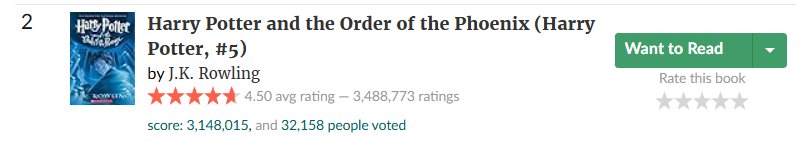 2
Harry Potter
ROWLING
Harry Potter and the Order of the Phoenix (Harry
Potter, #5)
by J.K. Rowling
4.50 avg rating — 3,488,773 ratings
score: 3,148,015, and 32,158 people voted
Want to Read
Rate this book